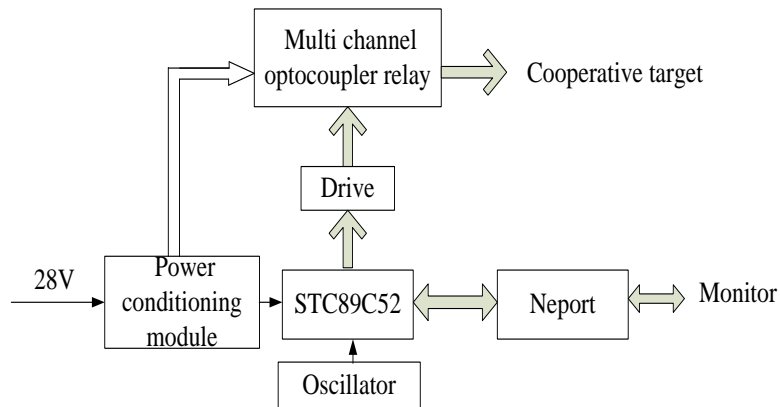 Multi channel
optocoupler relay
Cooperative target
Drive
28V
Power
conditioning
module
STC89C52
Neport
Monitor
Oscillator